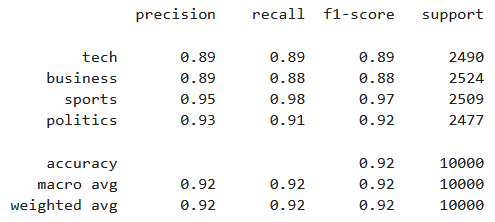 precision recall f1-score support
tech 0.89 0.89 0.89 2490
business 0.89 0.88 0.88 2524
sports 0.95 0.98 0.97 2509
politics 0.93 0.91 0.92 2477
accuracy 0.92 10000
macro avg 0.92 0.92 0.92 10000
weighted avg 0.92 0.92 0.92 10000